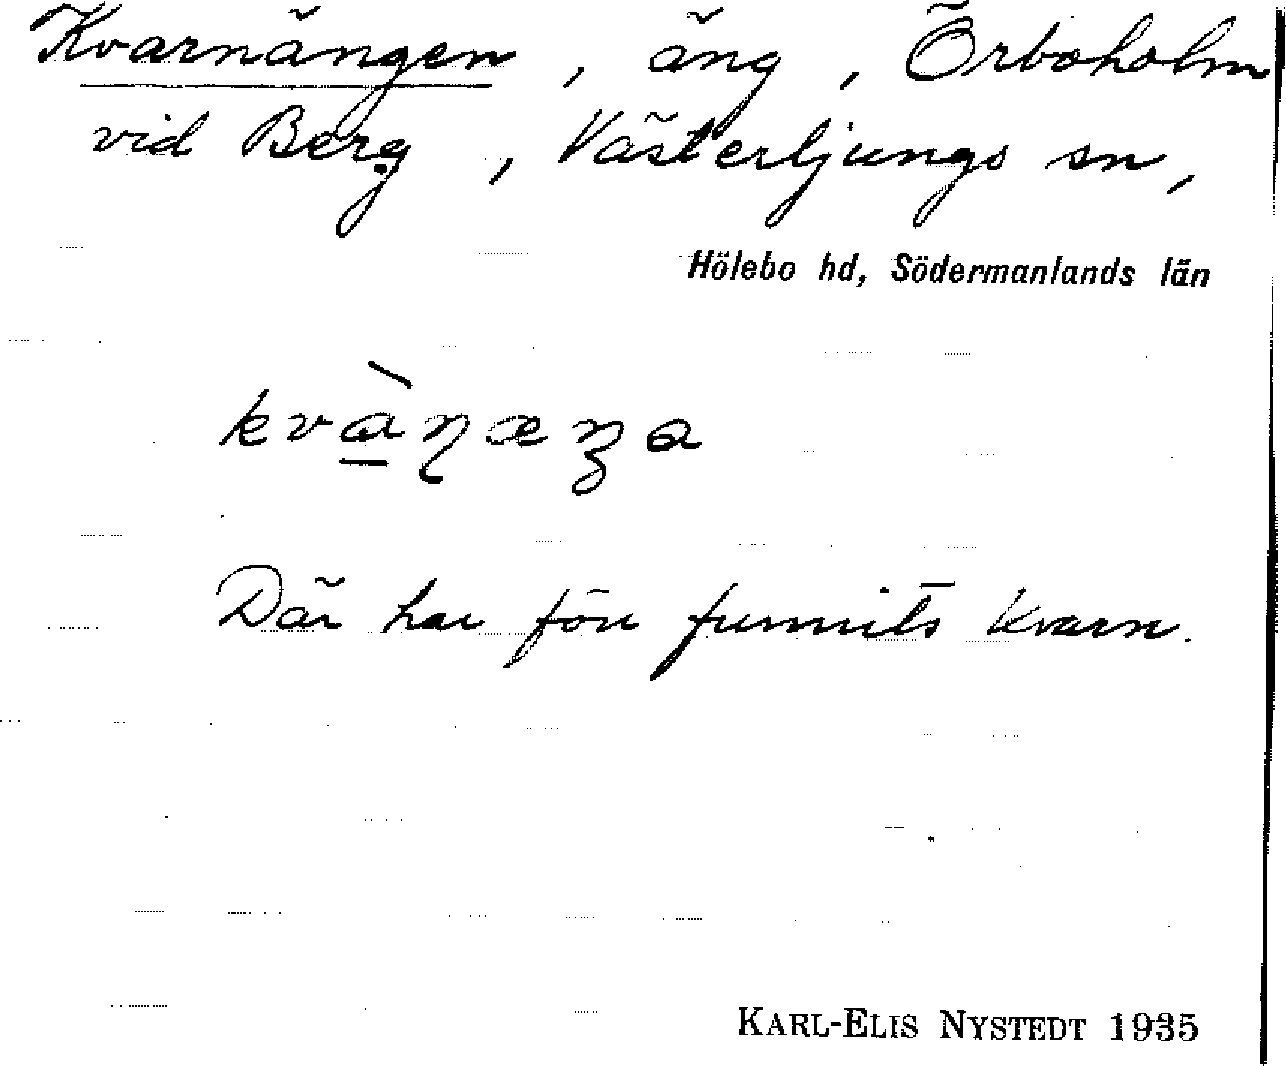 Kvarnängen, äng, Örboholm
vid Berg, Västerljungs sn,
Hölebo hd, Södermanlands län
kvàɳæŋa
Där har förr funnits kvarn.
KARL-ELIS NYSTEDT 1935